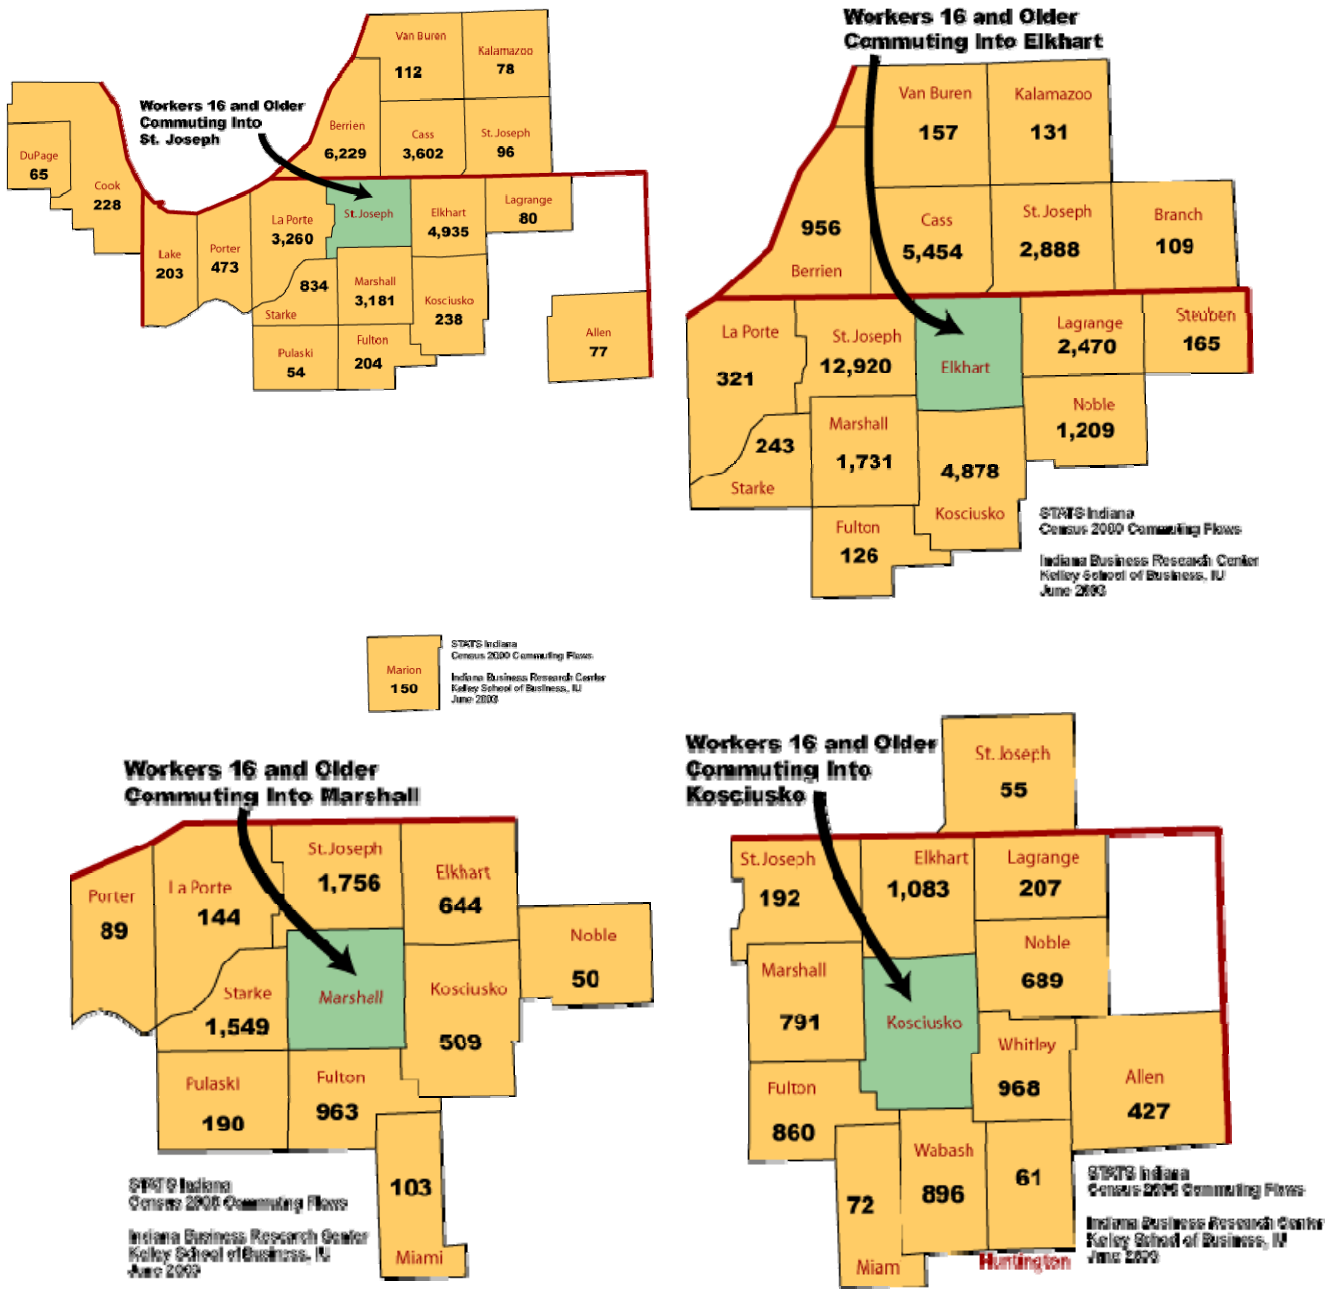 Workers 16 and Older
Commuting Into
St. Joseph
Van Buren
112
Kalamazoo
78
Berrien
6,229
Cass
3,602
St. Joseph
96
DuPage
65
Cook
228
Lake
203
Porter
473
La Porte
3,260
St. Joseph
Elkhart
4,935
Lagrange
80
834
Starke
Marshall
3,181
Kosciusko
238
Pulaski
54
Fulton
204
Allen
77
Marion
150
STATS Indiana
Census 2000 Commuting Flows
Indiana Business Research Center
Kelley School of Business, IU
June 2003
Workers 16 and Older
Commuting Into Elkhart
Van Buren
157
Kalamazoo
131
956
Berrien
Cass
5,454
St. Joseph
2,888
Branch
109
La Porte
321
St. Joseph
12,920
Elkhart
Lagrange
2,470
Steuben
165
243
Starke
Marshall
1,731
4,878
Kosciusko
Noble
1,209
Fulton
126
STATS Indiana
Census 2000 Commuting Flows
Indiana Business Research Center
Kelley School of Business, IU
June 2003
Workers 16 and Older
Commuting Into Marshall
Porter
89
La Porte
144
St. Joseph
1,756
Elkhart
644
Noble
50
Starke
1,549
Marshall
Kosciusko
509
Pulaski
190
Fulton
963
103
Miami
STATS Indiana
Census 2000 Commuting Flows
Indiana Business Research Center
Kelley School of Business, IU
June 2003
Workers 16 and Older
Commuting Into
Kosciusko
St. Joseph
55
St. Joseph
192
Elkhart
1,083
Lagrange
207
Marshall
791
Kosciusko
Noble
689
Fulton
860
Whitley
968
Allen
427
72
Miam
Wabash
896
61
Huntington
STATS Indiana
Census 2000 Commuting Flows
Indiana Business Research Center
Kelley School of Business, IU
June 2003